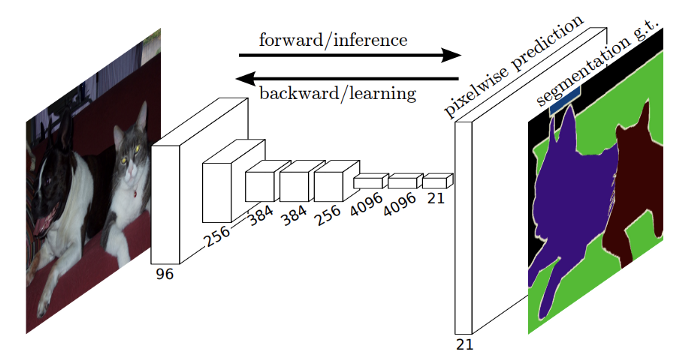 forward/inference
backward/learning
pixelwise prediction
segmentation g.t.
96
256
384
384
256
4096
4096
21
21